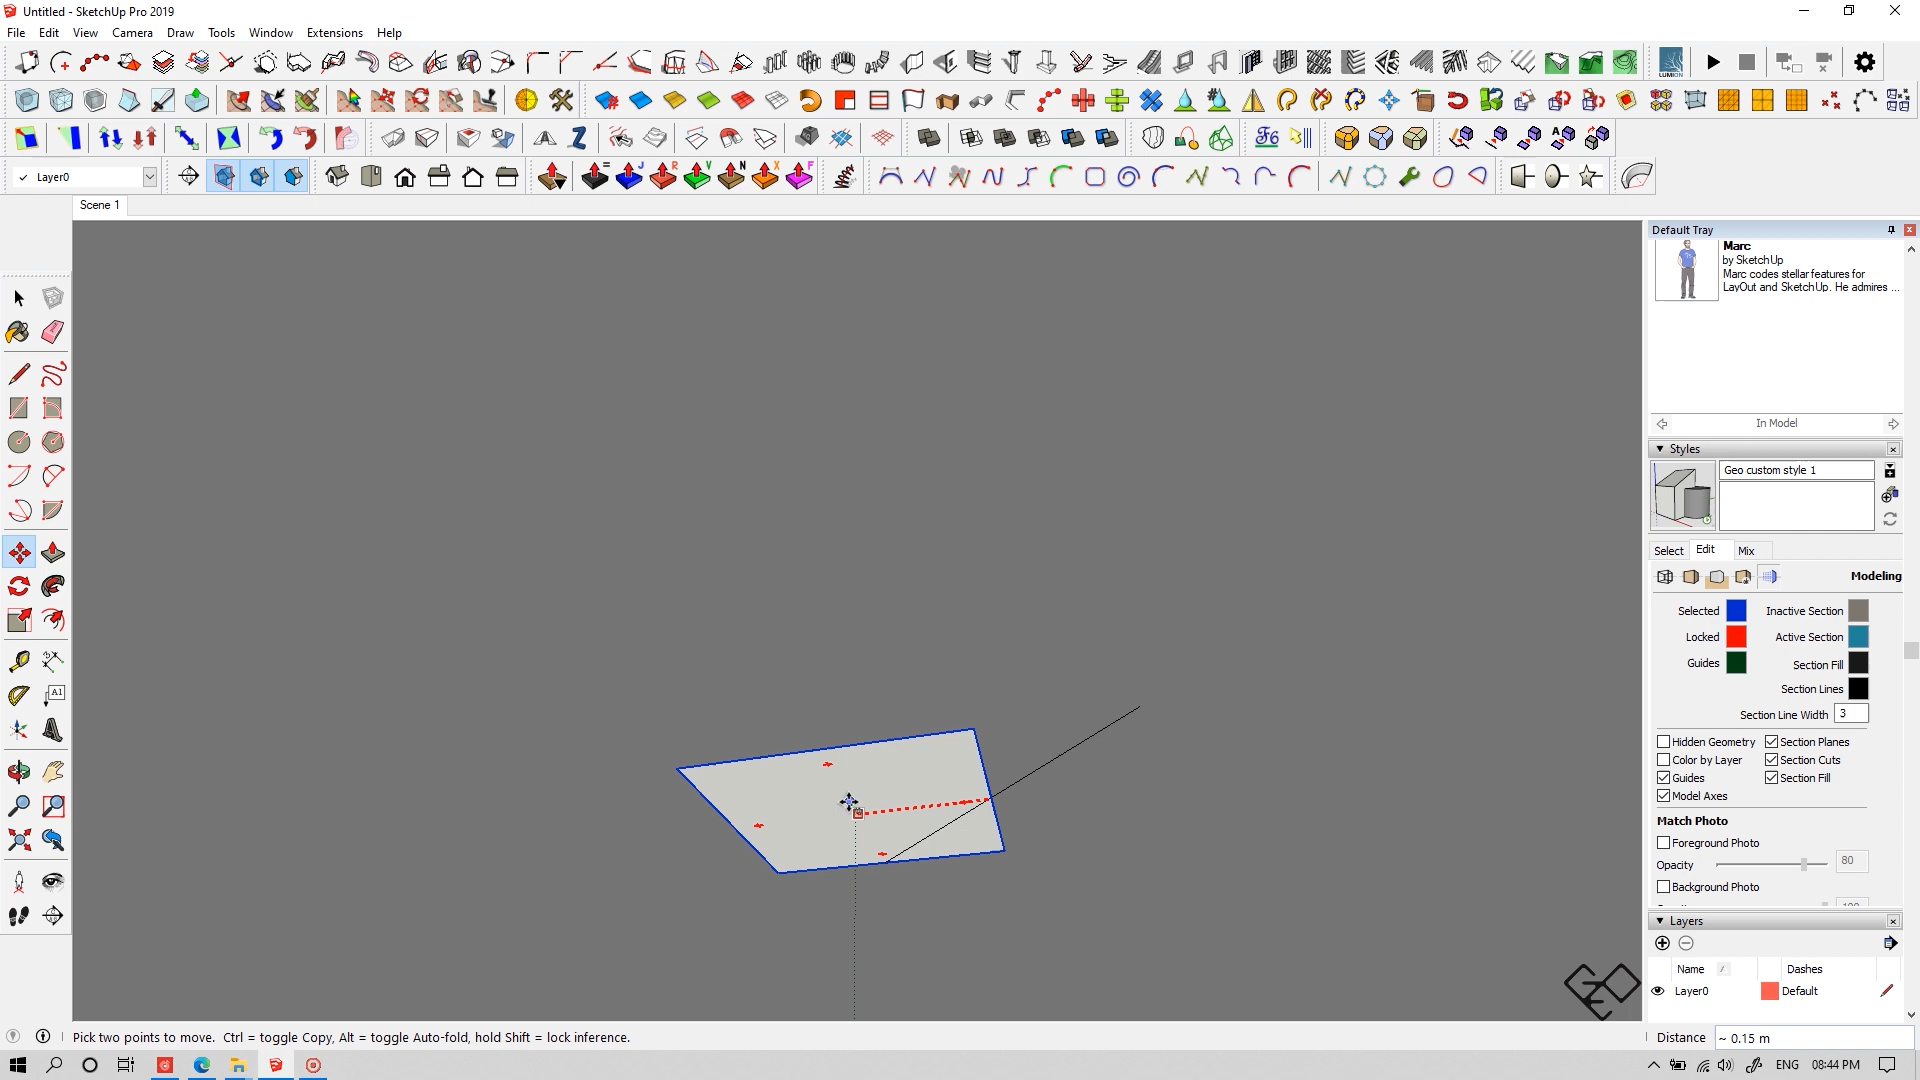 Untitled - SketchUp Pro 2019
File Edit View Camera Draw Tools Window Extensions Help
LUMION
F6
✓ Layer0
= J R V N X F
Scene 1
Default Tray
Marc
by SketchUp
Marc codes stellar features for
LayOut and SketchUp. He admires ...
In Model
Styles
Geo custom style 1
Select Edit Mix
Modeling
Selected Inactive Section
Locked Active Section
Guides Section Fill
Section Lines
Section Line Width 3
Hidden Geometry Section Planes
Color by Layer Section Cuts
Guides Section Fill
Model Axes
Match Photo
Foreground Photo
Opacity 80
Background Photo
Layers
Name / Dashes
Layer0 Default
A1
GEO
Pick two points to move. Ctrl = toggle Copy, Alt = toggle Auto-fold, hold Shift = lock inference.
Distance ~ 0.15 m
ENG 08:44 PM